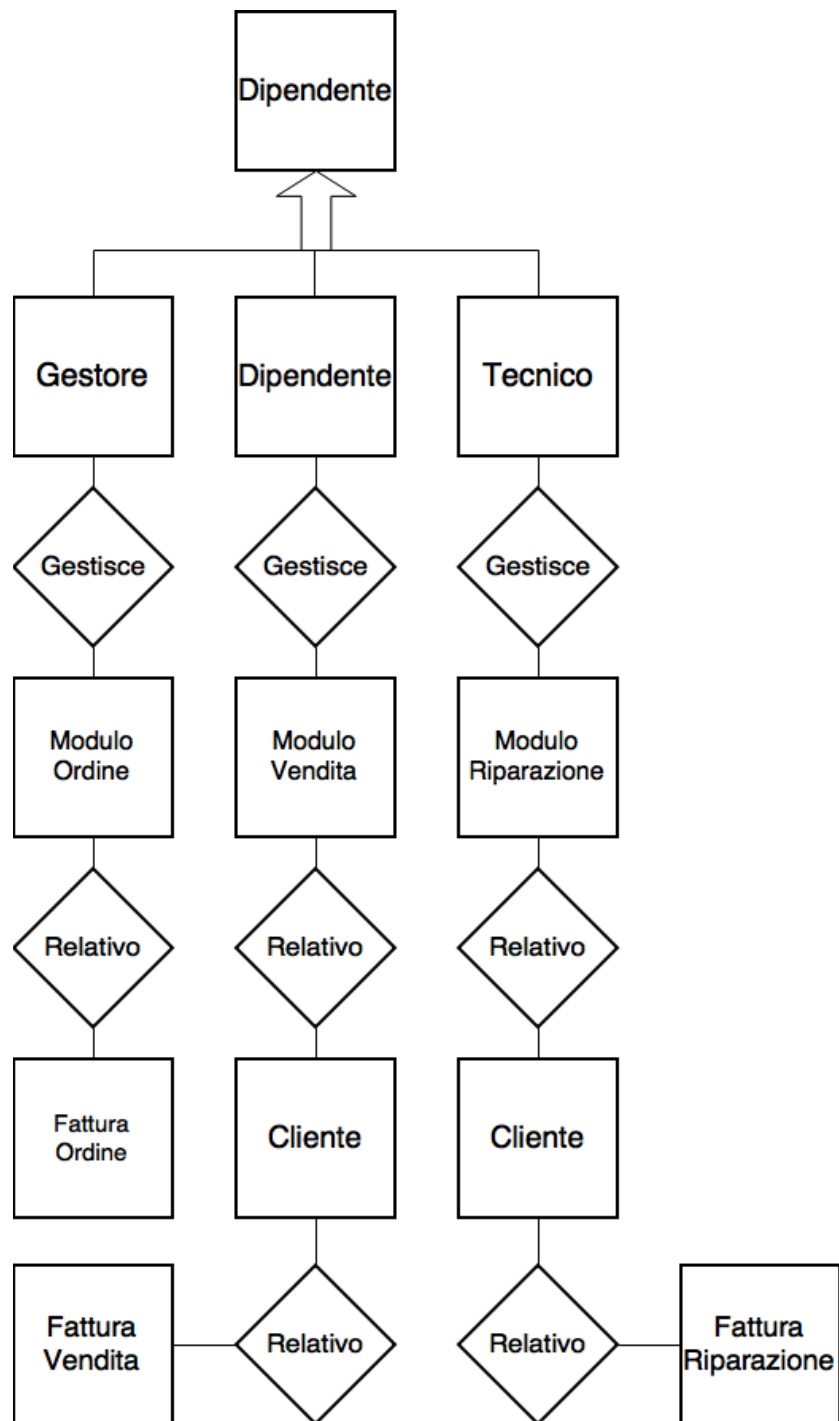 Dipendente
Gestore
Dipendente
Tecnico
Gestisce
Gestisce
Gestisce
Modulo
Ordine
Modulo
Vendita
Modulo
Riparazione
Relativo
Relativo
Relativo
Fattura
Ordine
Cliente
Cliente
Fattura
Vendita
Relativo
Relativo
Fattura
Riparazione